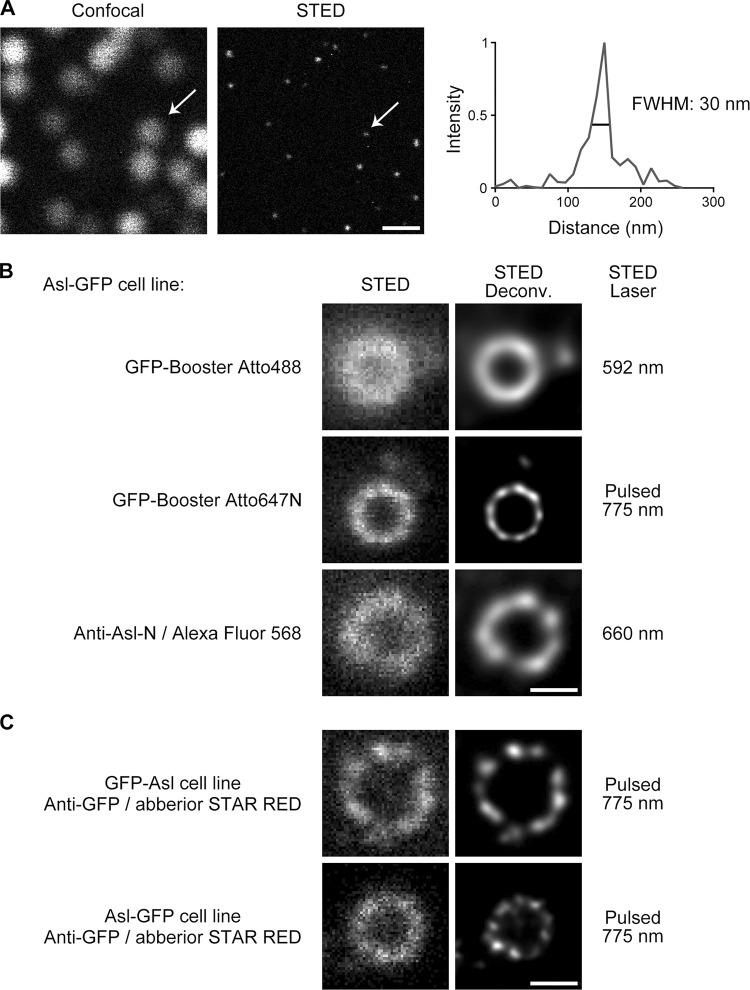 A
Confocal
STED
1
0.5
0
Intensity
FWHM: 30 nm
0
100
200
300
Distance (nm)
B
Asl-GFP cell line:
STED
STED
Deconv.
STED
Laser
GFP-Booster Atto488
592 nm
GFP-Booster Atto647N
Pulsed
775 nm
Anti-Asl-N / Alexa Fluor 568
660 nm
C
GFP-Asl cell line
Anti-GFP / abberior STAR RED
Pulsed
775 nm
Asl-GFP cell line
Anti-GFP / abberior STAR RED
Pulsed
775 nm